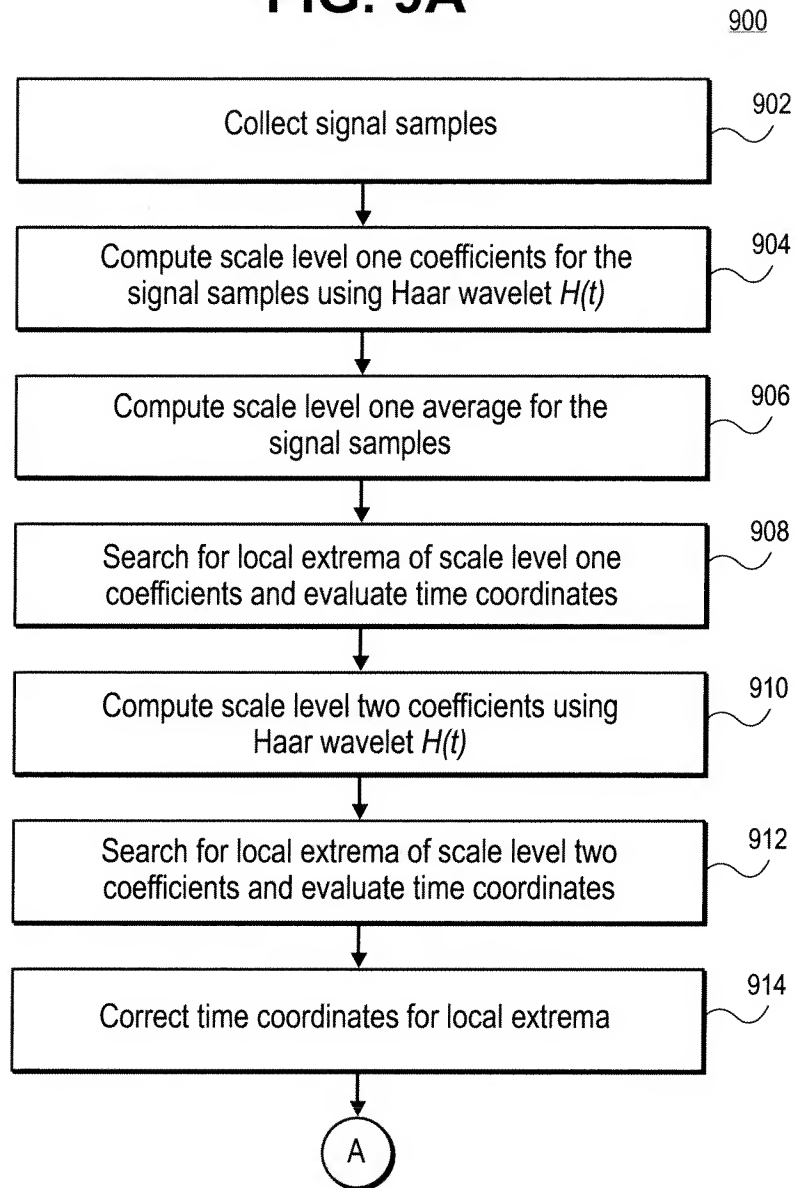 FIG. 9A
900
Collect signal samples
902
Compute scale level one coefficients for the
signal samples using Haar wavelet H(t)
904
Compute scale level one average for the
signal samples
906
Search for local extrema of scale level one
coefficients and evaluate time coordinates
908
Compute scale level two coefficients using
Haar wavelet H(t)
910
Search for local extrema of scale level two
coefficients and evaluate time coordinates
912
Correct time coordinates for local extrema
914
A